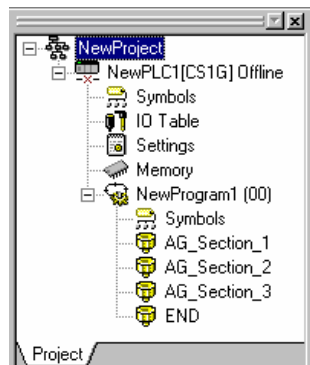 NewProject
NewPLC1[CS1G] Offline
Symbols
IO Table
Settings
Memory
NewProgram1 (00)
Symbols
AG_Section_1
AG_Section_2
AG_Section_3
END
Project